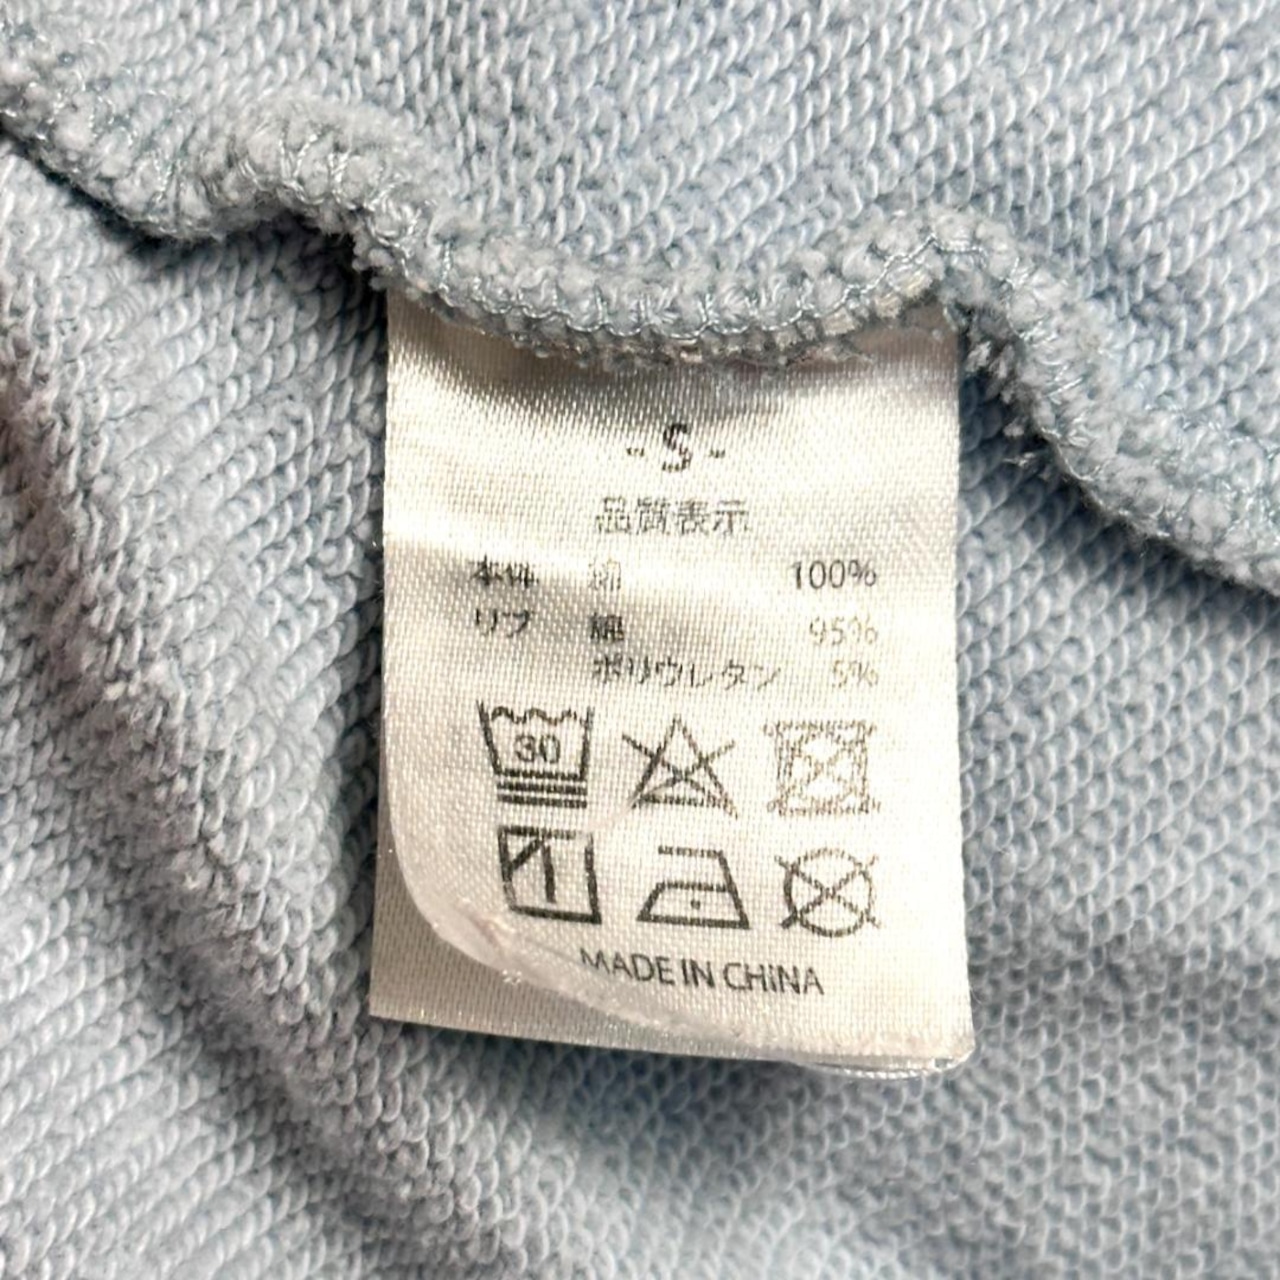 -S-
品質表示
本体 綿 100%
リブ 綿 95%
ポリウレタン 5%
30
MADE IN CHINA